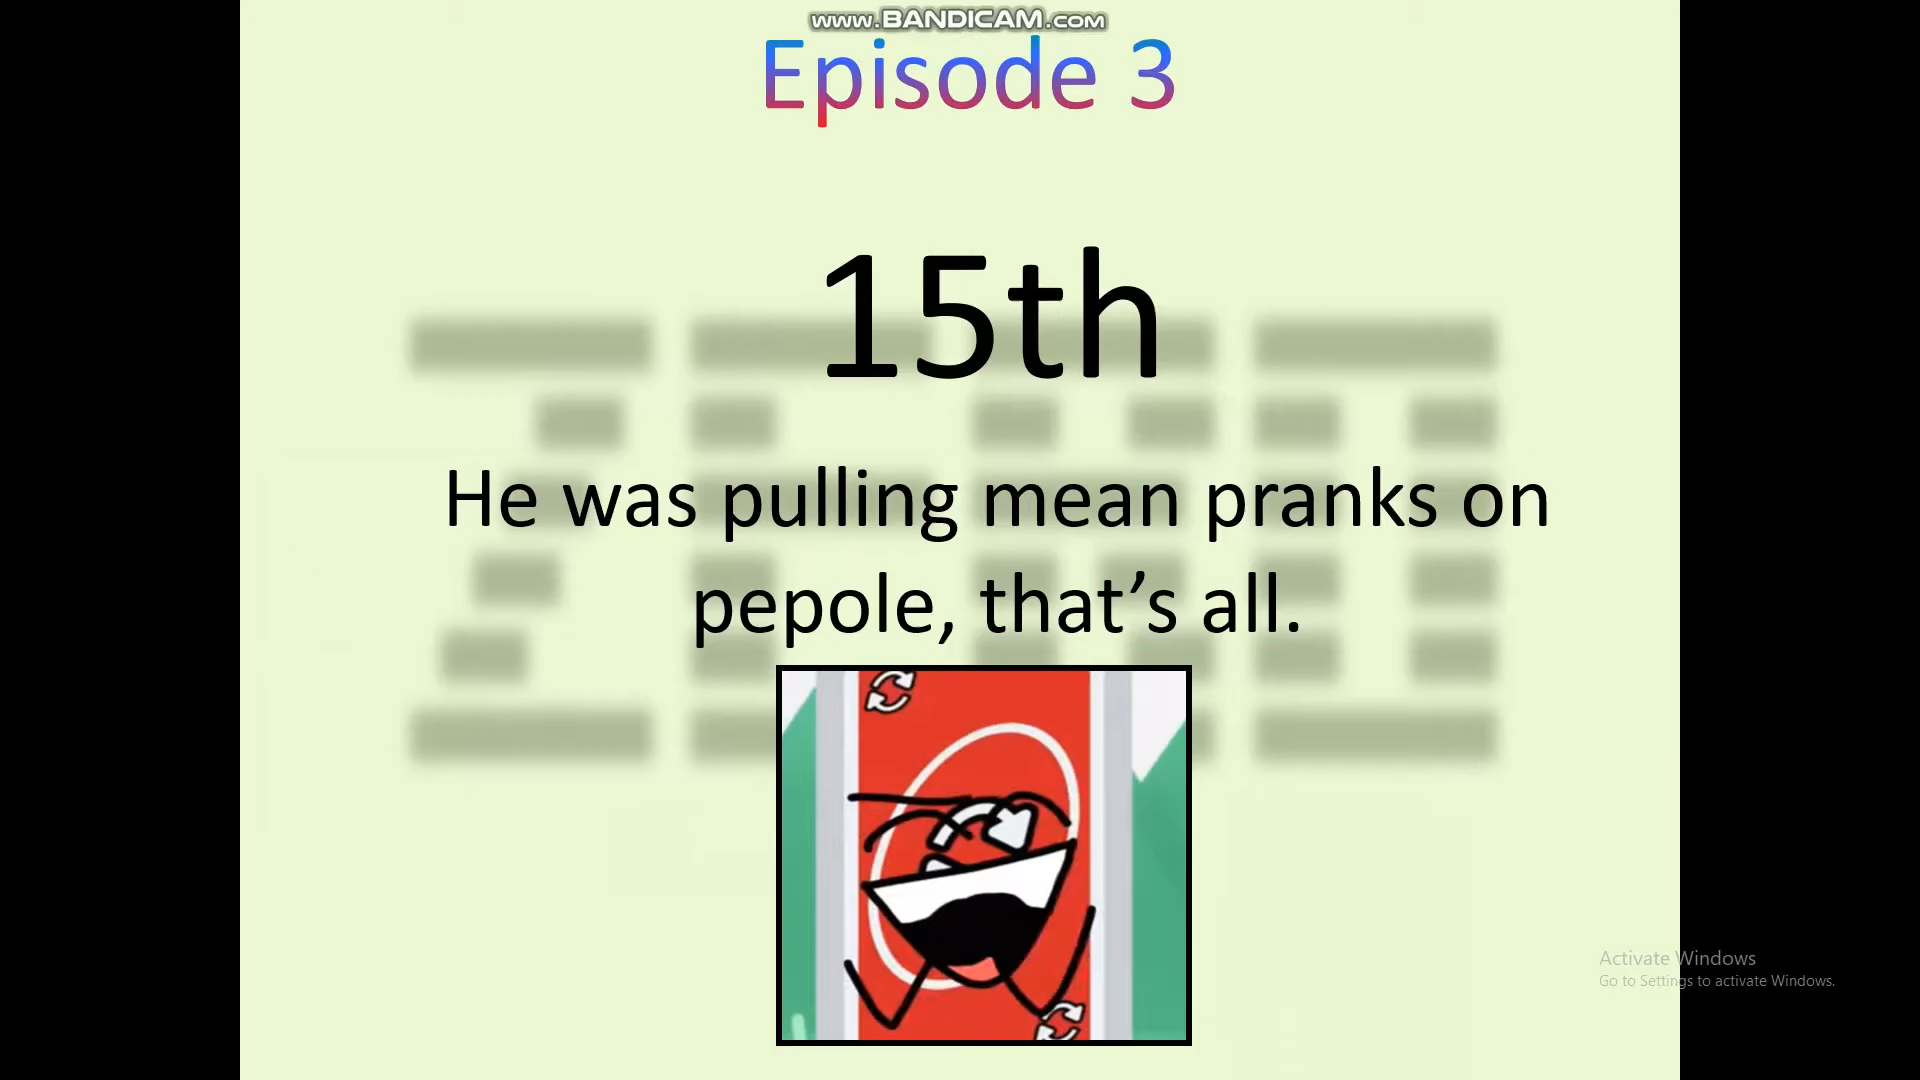 www.BANDICAM.com
Episode 3
15th
He was pulling mean pranks on
pepole, that’s all.
Activate Windows
Go to Settings to activate Windows.